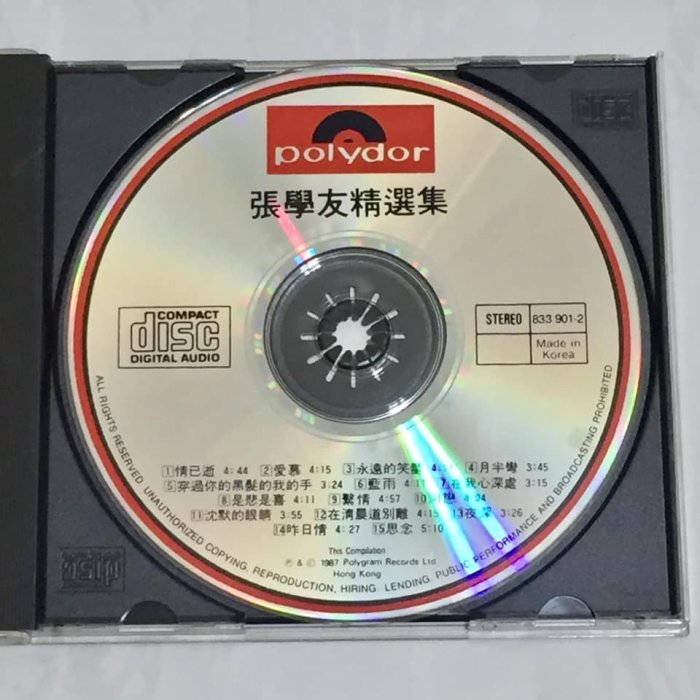 polydor
張學友精選集
COMPACT
disc
DIGITAL AUDIO
STEREO 833 901-2
Made in
Korea
①情已逝 4:44 ②愛慕 4:15 ③永遠的笑 ④月半彎 3:45
⑤穿過你的黑髮的我的手 3:24 ⑥藍雨 4:11 ⑦在我心深處 4:15
⑧是悲是喜 4:11 ⑨繫情 4:57 4:04
⑪沈默的眼睛 3:55 ⑫在清晨道別離 4:15 ⑬夜 3:26
⑭昨日情 4:27 ⑮思念 5:10
This Compilation
℗ & © 1987 Polygram Records Ltd
Hong Kong
ALL RIGHTS RESERVED. UNAUTHORIZED COPYING, REPRODUCTION, HIRING, LENDING, PUBLIC PERFORMANCE AND BROADCASTING PROHIBITED